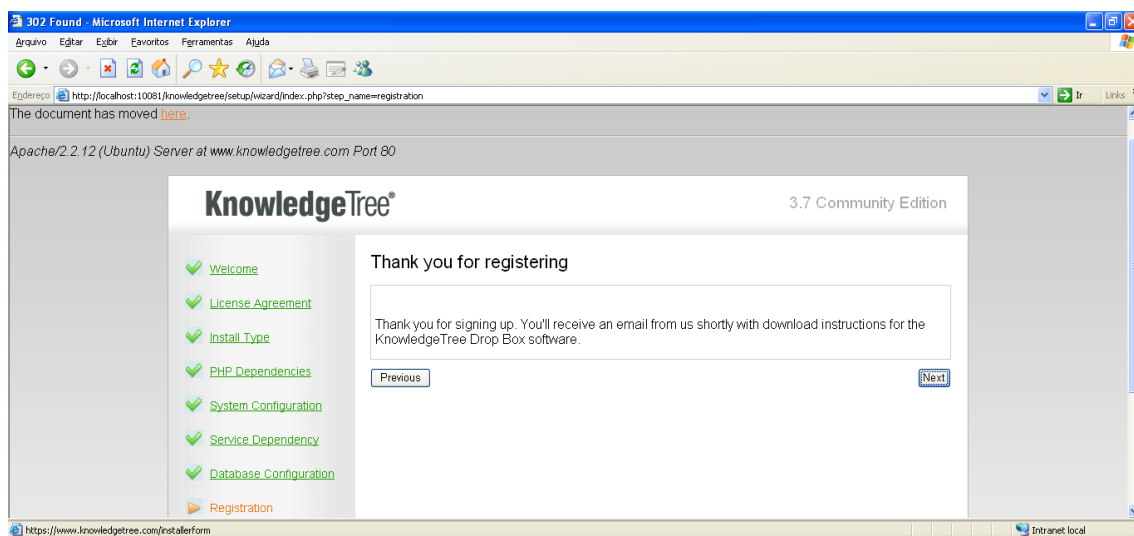 302 Found - Microsoft Internet Explorer
Arquivo Editar Exibir Favoritos Ferramentas Ajuda
Endereço http://localhost:10081/knowledgetree/setup/wizard/index.php?step_name=registration Ir Links
The document has moved here.
Apache/2.2.12 (Ubuntu) Server at www.knowledgetree.com Port 80
KnowledgeTree® 3.7 Community Edition
Welcome
License Agreement
Install Type
PHP Dependencies
System Configuration
Service Dependency
Database Configuration
Registration
Thank you for registering
Thank you for signing up. You'll receive an email from us shortly with download instructions for the
KnowledgeTree Drop Box software.
Previous Next
https://www.knowledgetree.com/installerform Intranet local